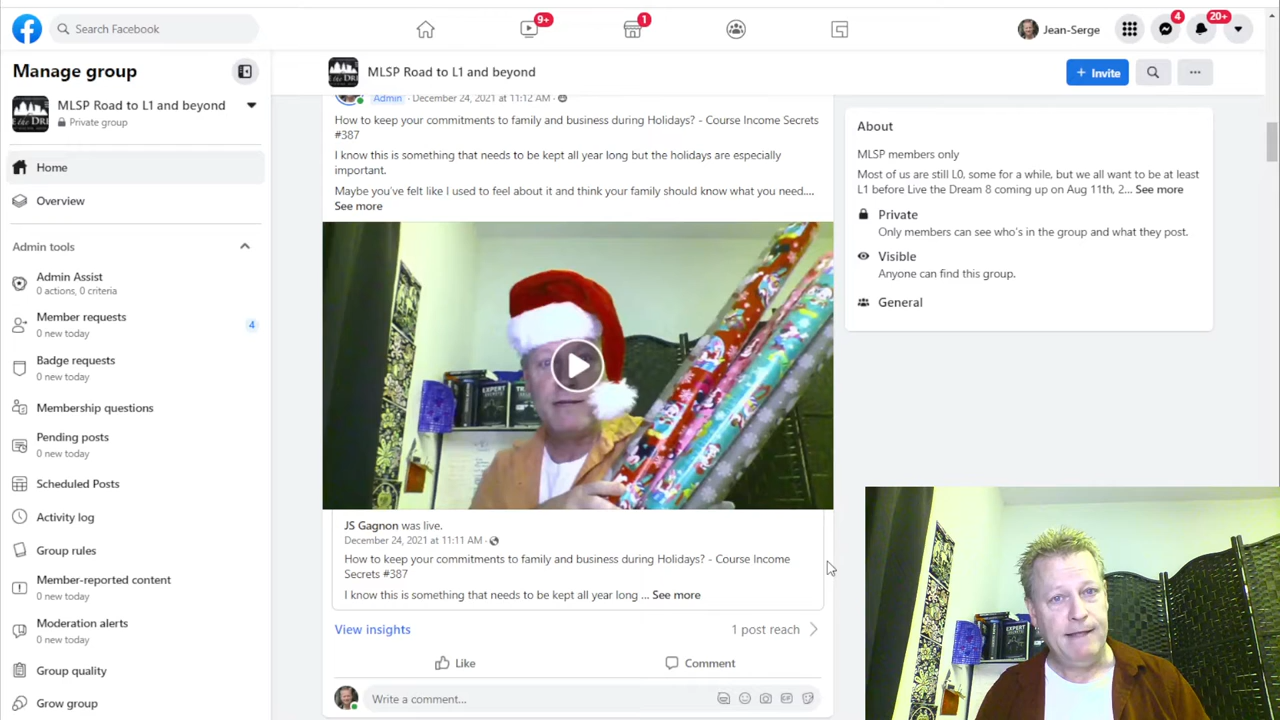 Search Facebook
9+
1
Jean-Serge
4
20+
Manage group
MLSP Road to L1 and beyond
Private group
Home
Overview
Admin tools
Admin Assist
0 actions, 0 criteria
Member requests
0 new today
4
Badge requests
0 new today
Membership questions
Pending posts
0 new today
Scheduled Posts
Activity log
Group rules
Member-reported content
0 new today
Moderation alerts
0 new today
Group quality
Grow group
MLSP Road to L1 and beyond
+ Invite
Admin · December 24, 2021 at 11:12 AM ·
How to keep your commitments to family and business during Holidays? - Course Income Secrets
#387
I know this is something that needs to be kept all year long but the holidays are especially
important.
Maybe you've felt like I used to feel about it and think your family should know what you need....
See more
EXPERT
JS Gagnon was live.
December 24, 2021 at 11:11 AM ·
How to keep your commitments to family and business during Holidays? - Course Income
Secrets #387
I know this is something that needs to be kept all year long ... See more
View insights
1 post reach
Like
Comment
Write a comment...
About
MLSP members only
Most of us are still L0, some for a while, but we all want to be at least
L1 before Live the Dream 8 coming up on Aug 11th, 2... See more
Private
Only members can see who's in the group and what they post.
Visible
Anyone can find this group.
General